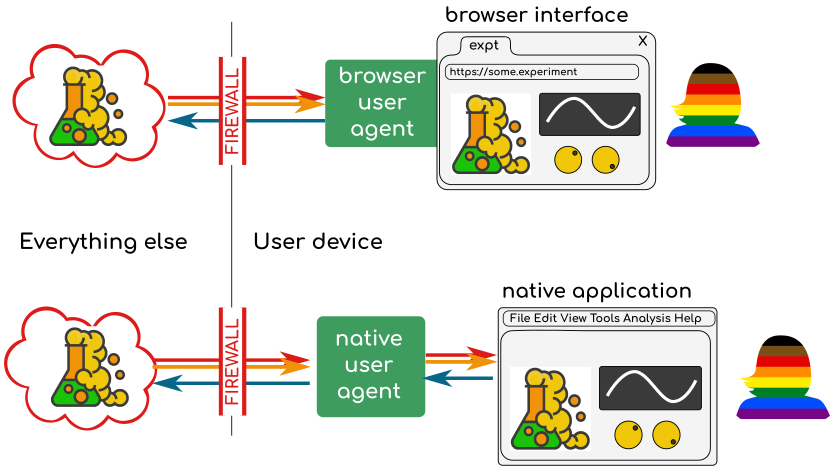 browser interface
expt
X
https://some.experiment
FIREWALL
browser
user
agent
Everything else
User device
native application
File Edit View Tools Analysis Help
FIREWALL
native
user
agent